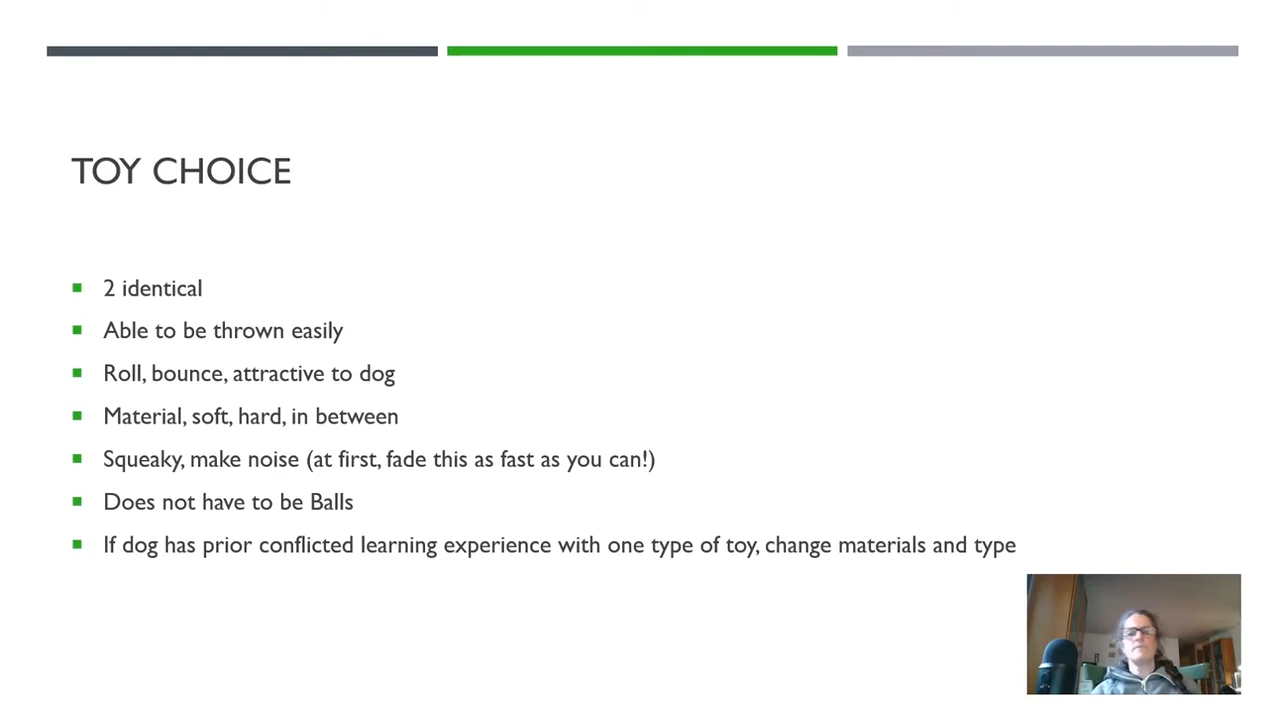 TOY CHOICE
2 identical
Able to be thrown easily
Roll, bounce, attractive to dog
Material, soft, hard, in between
Squeaky, make noise (at first, fade this as fast as you can!)
Does not have to be Balls
If dog has prior conflicted learning experience with one type of toy, change materials and type